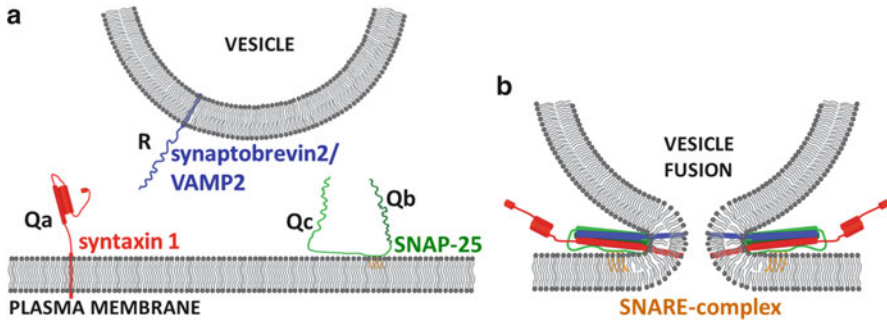 a
VESICLE
R
synaptobrevin2/
VAMP2
Qa
syntaxin 1
Qc
Qb
SNAP-25
PLASMA MEMBRANE
b
VESICLE
FUSION
SNARE-complex